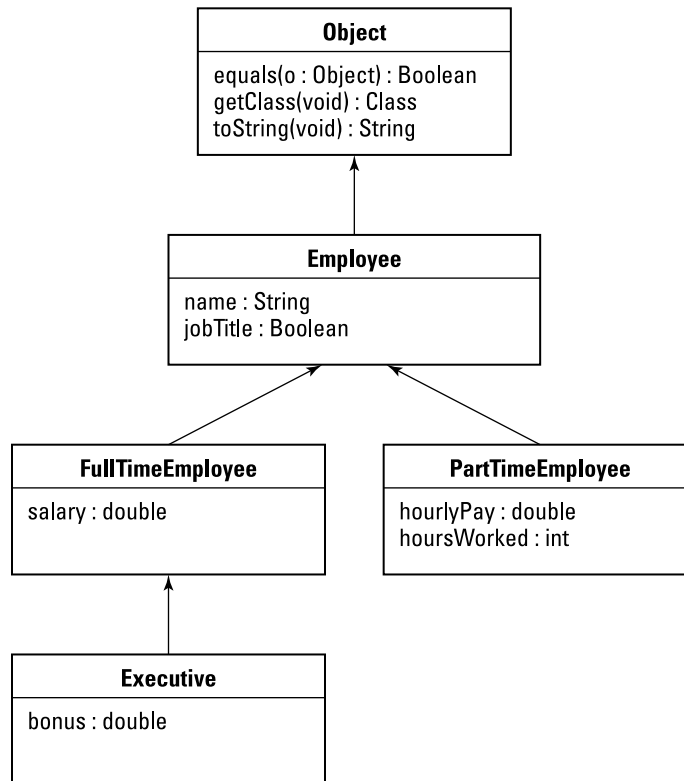 Object
equals(o : Object) : Boolean
getClass(void) : Class
toString(void) : String
Employee
name : String
jobTitle : Boolean
FullTimeEmployee
salary : double
PartTimeEmployee
hourlyPay : double
hoursWorked : int
Executive
bonus : double